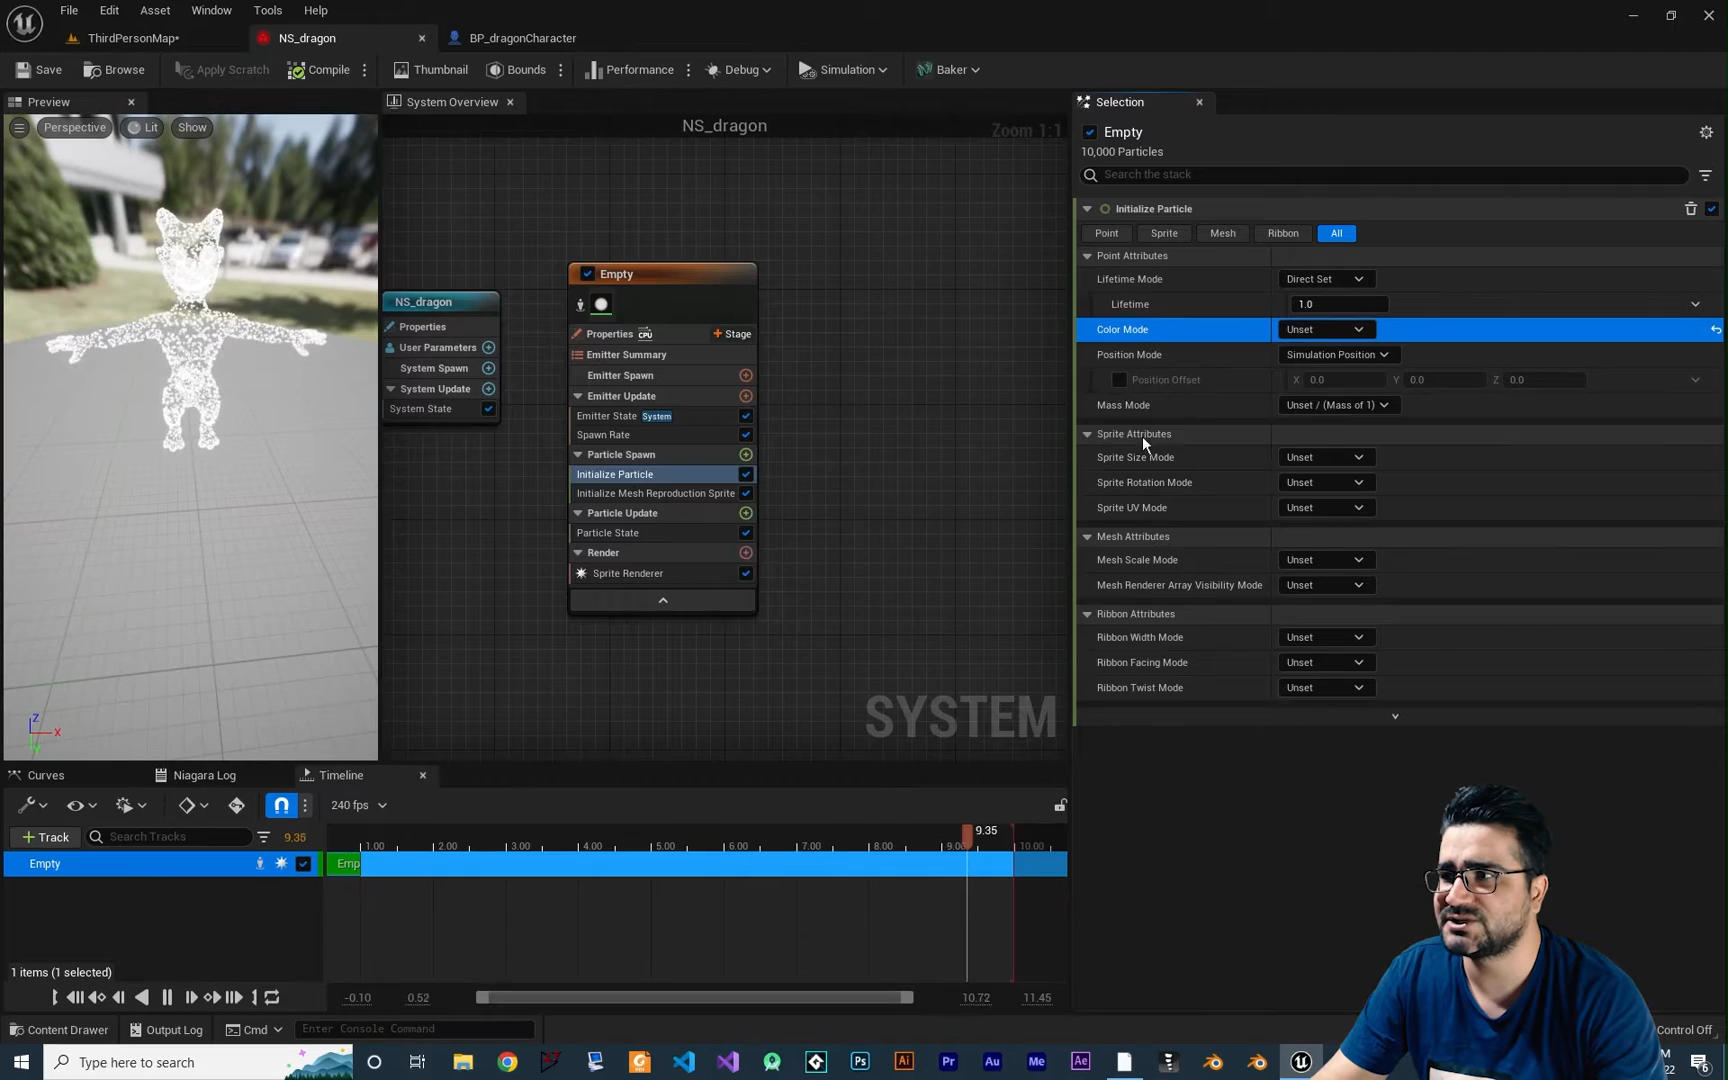 File Edit Asset Window Tools Help
ThirdPersonMap* NS_dragon BP_dragonCharacter
Save Browse Apply Scratch Compile Thumbnail Bounds Performance Debug Simulation Baker
Preview System Overview Selection
Perspective Lit Show
NS_dragon
Zoom 1:1
Empty
10,000 Particles
Search the stack
Initialize Particle
Point Sprite Mesh Ribbon All
Point Attributes
Lifetime Mode Direct Set
Lifetime 1.0
Color Mode Unset
Position Mode Simulation Position
Position Offset X 0.0 Y 0.0 Z 0.0
Mass Mode Unset / (Mass of 1)
Sprite Attributes
Sprite Size Mode Unset
Sprite Rotation Mode Unset
Sprite UV Mode Unset
Mesh Attributes
Mesh Scale Mode Unset
Mesh Renderer Array Visibility Mode Unset
Ribbon Attributes
Ribbon Width Mode Unset
Ribbon Facing Mode Unset
Ribbon Twist Mode Unset
NS_dragon
Properties
User Parameters
System Spawn
System Update
System State
Empty
Properties CPU Stage
Emitter Summary
Emitter Spawn
Emitter Update
Emitter State System
Spawn Rate
Particle Spawn
Initialize Particle
Initialize Mesh Reproduction Sprite
Particle Update
Particle State
Render
Sprite Renderer
SYSTEM
Z
X
Y
Curves Niagara Log Timeline
240 fps
+ Track Search Tracks 9.35
9.35
1.00 2.00 3.00 4.00 5.00 6.00 7.00 8.00 9.00 10.00
Empty Emp
1 items (1 selected)
-0.10 0.52 10.72 11.45
Content Drawer Output Log Cmd Enter Console Command
Control Off
Type here to search
Ps Ai Pr Au Me Ae
M
22
6